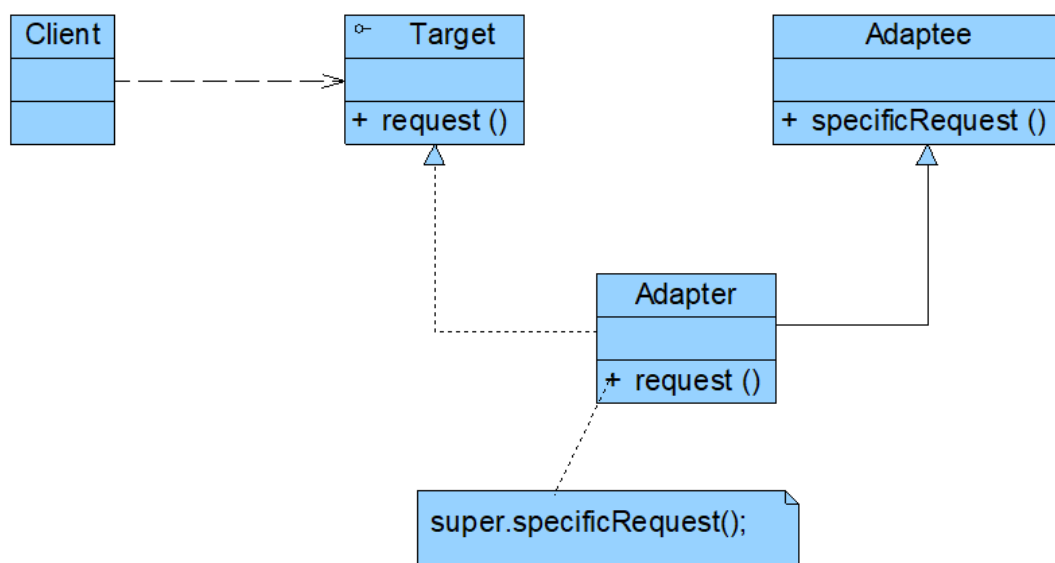 Client
Target
+ request ()
Adaptee
+ specificRequest ()
Adapter
+ request ()
super.specificRequest();